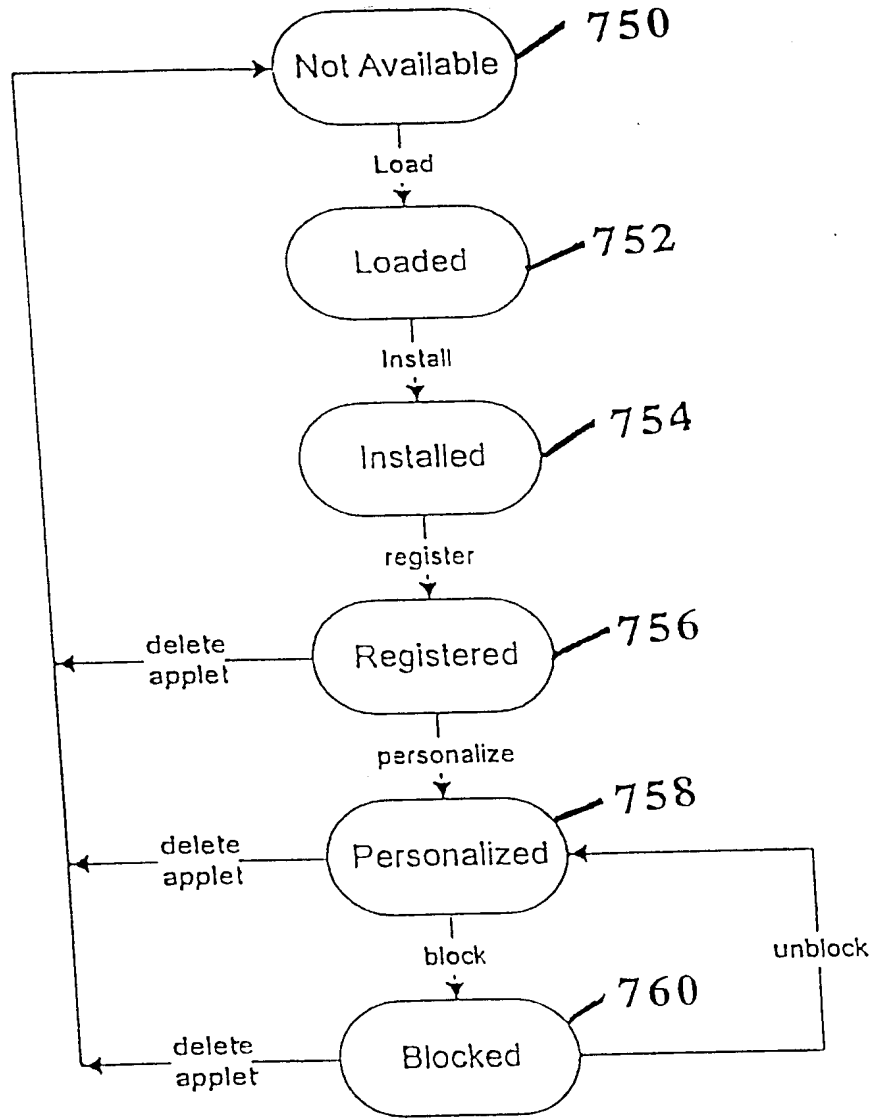 750
Not Available
Load
752
Loaded
Install
754
Installed
register
756
Registered
delete
applet
personalize
758
Personalized
delete
applet
block
unblock
760
Blocked
delete
applet